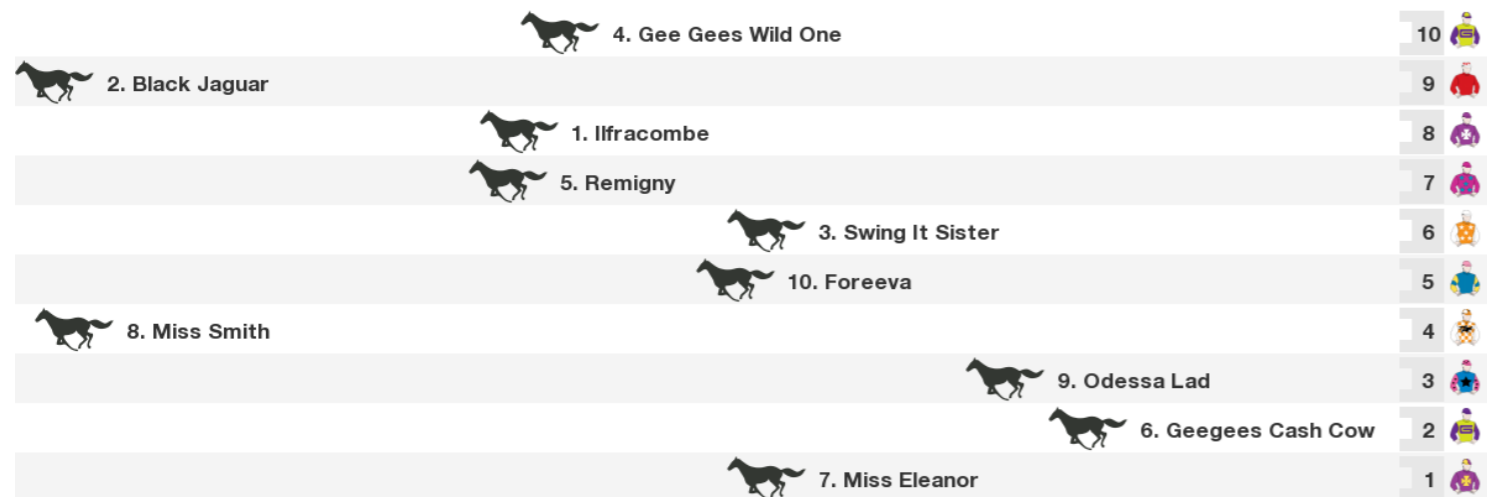 4. Gee Gees Wild One 10
2. Black Jaguar 9
1. Ilfracombe 8
5. Remigny 7
3. Swing It Sister 6
10. Foreeva 5
8. Miss Smith 4
9. Odessa Lad 3
6. Geegees Cash Cow 2
7. Miss Eleanor 1